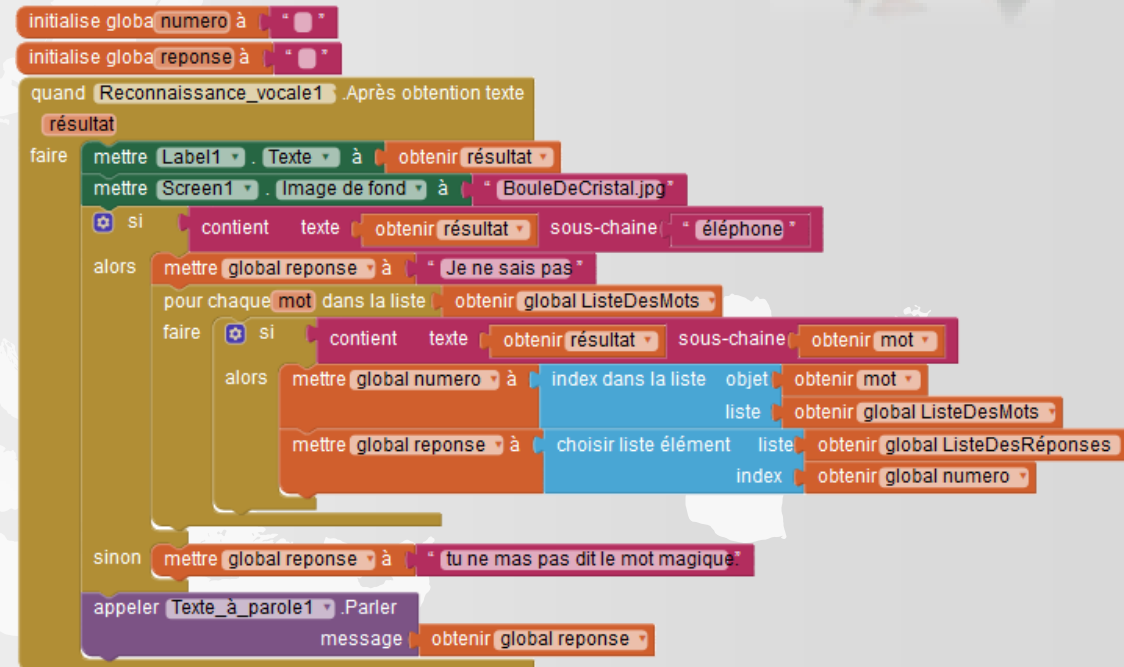 initialise globa numero à " "
initialise globa reponse à " "
quand Reconnaissance_vocale1 .Après obtention texte
résultat
faire mettre Label1 . Texte à obtenir résultat
mettre Screen1 . Image de fond à " BouleDeCristal.jpg "
si contient texte obtenir résultat sous-chaine " éléphone "
alors mettre global reponse à " Je ne sais pas "
pour chaque mot dans la liste obtenir global ListeDesMots
faire si contient texte obtenir résultat sous-chaine obtenir mot
alors mettre global numero à index dans la liste objet obtenir mot
liste obtenir global ListeDesMots
mettre global reponse à choisir liste élément liste obtenir global ListeDesRéponses
index obtenir global numero
sinon mettre global reponse à " tu ne mas pas dit le mot magique. "
appeler Texte_à_parole1 .Parler
message obtenir global reponse